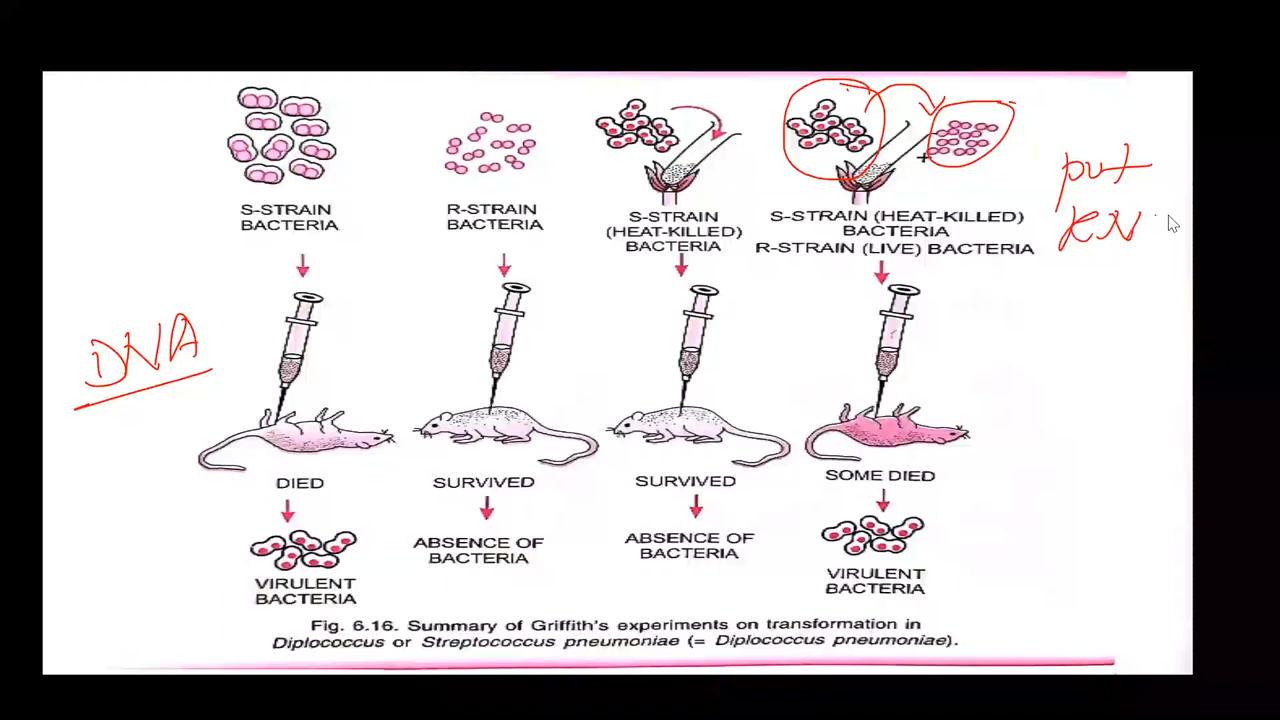 S-STRAIN
BACTERIA
R-STRAIN
BACTERIA
S-STRAIN
(HEAT-KILLED)
BACTERIA
S-STRAIN (HEAT-KILLED)
BACTERIA
R-STRAIN (LIVE) BACTERIA
+
put
DNA
DIED
SURVIVED
SURVIVED
SOME DIED
VIRULENT
BACTERIA
ABSENCE OF
BACTERIA
ABSENCE OF
BACTERIA
VIRULENT
BACTERIA
Fig. 6.16. Summary of Griffith's experiments on transformation in
Diplococcus or Streptococcus pneumoniae (= Diplococcus pneumoniae).